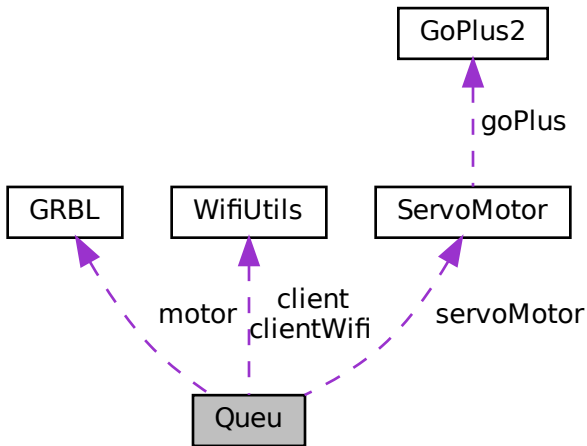 GoPlus2
goPlus
GRBL
WifiUtils
ServoMotor
motor
client
clientWifi
servoMotor
Queu